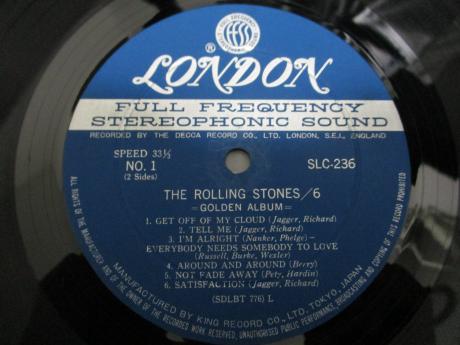 FULL FREQUENCY
®
LONDON
FULL FREQUENCY
STEREOPHONIC SOUND
RECORDED BY THE DECCA RECORD CO., LTD. LONDON, S.E.I., ENGLAND
SPEED 33⅓
NO. 1
(2 Sides)
SLC-236
THE ROLLING STONES/6
=GOLDEN ALBUM=
1. GET OFF OF MY CLOUD (Jagger, Richard)
2. TELL ME (Jagger, Richard)
3. I'M ALRIGHT (Nanker, Phelge) –
EVERYBODY NEEDS SOMEBODY TO LOVE
(Russell, Burke, Wexler)
4. AROUND AND AROUND (Berry)
5. NOT FADE AWAY (Pety, Hardin)
6. SATISFACTION (Jagger, Richard)
(SDLBT 776) L
MANUFACTURED BY KING RECORD CO., LTD. TOKYO, JAPAN
ALL RIGHTS OF THE MANUFACTURER AND OF THE OWNER OF THE RECORDED WORK RESERVED. UNAUTHORISED PUBLIC PERFORMANCE, BROADCASTING AND COPYING OF THIS RECORD PROHIBITED